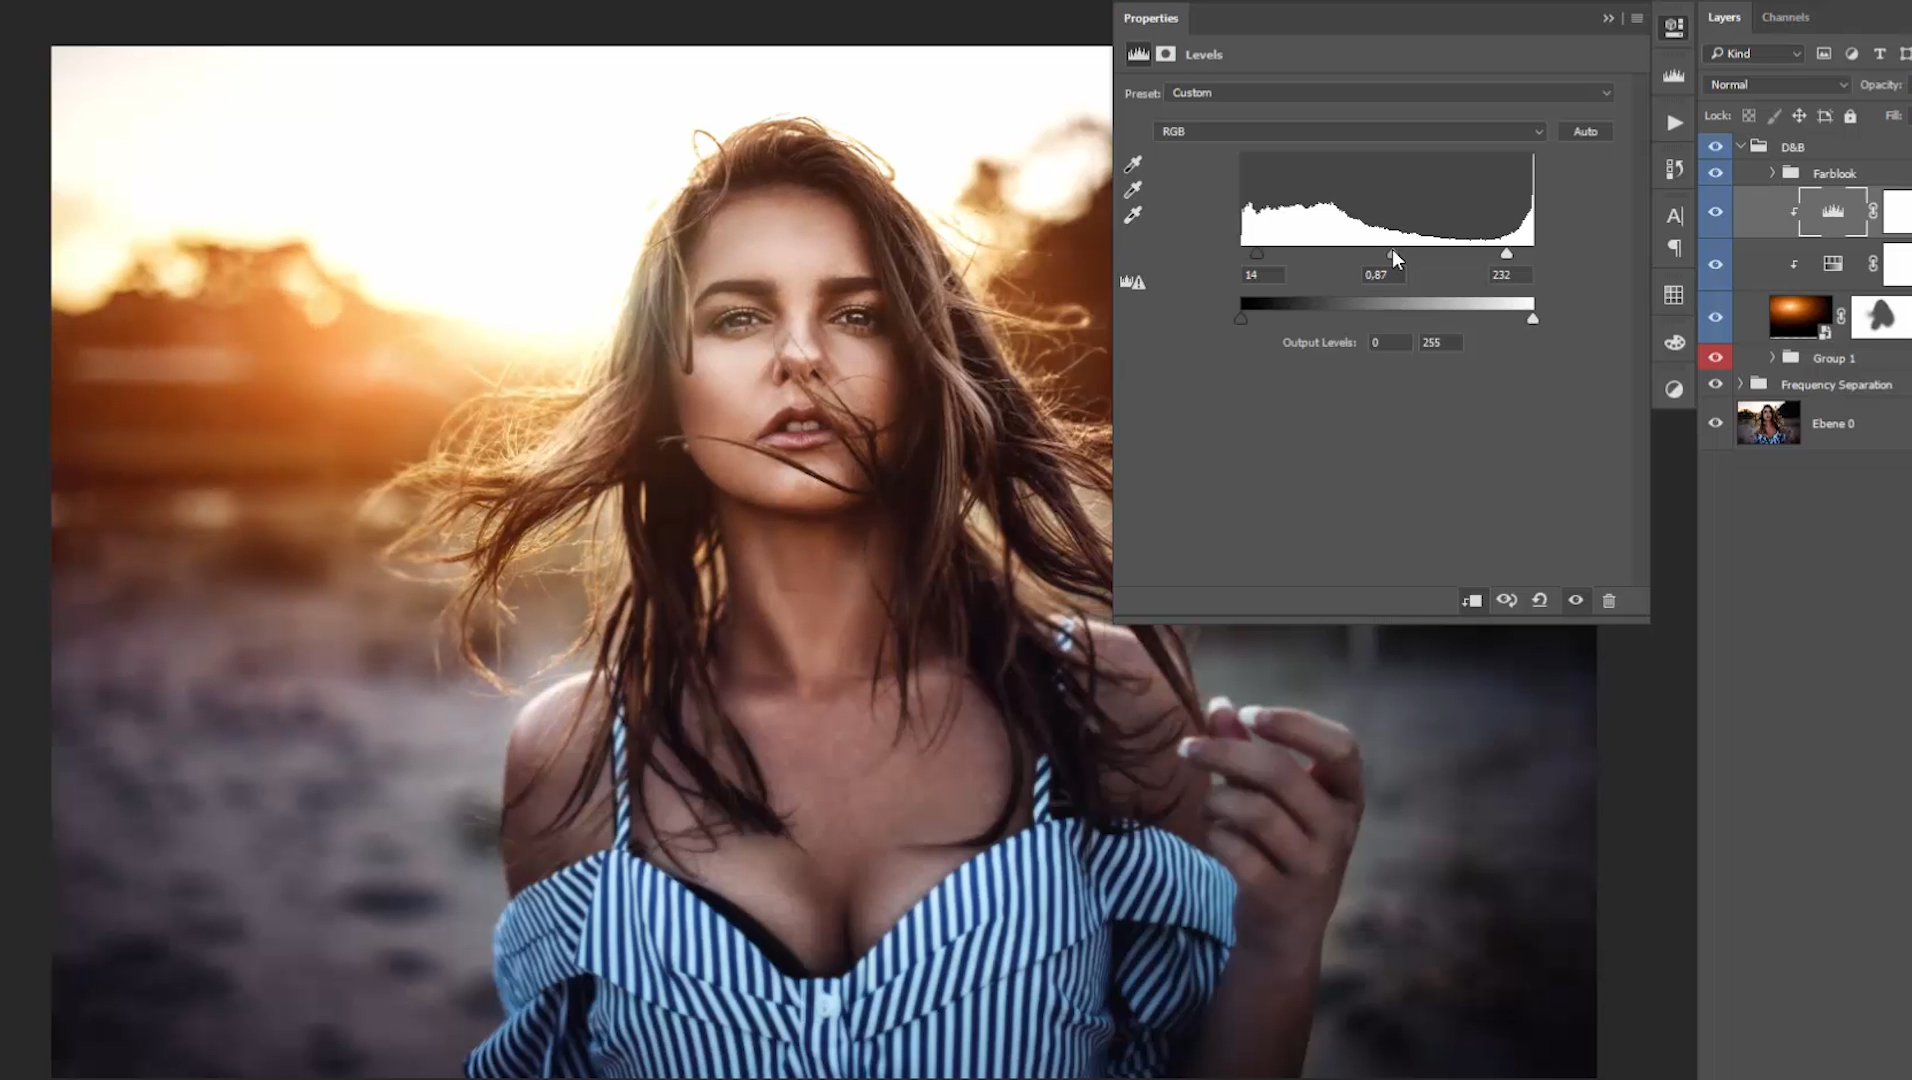 Properties
Levels
Preset: Custom
RGB
Auto
14
0,87
232
Output Levels: 0 255
Layers
Channels
Kind
Normal
Opacity:
Lock:
Fill:
D&B
Farblook
Group 1
Frequency Separation
Ebene 0